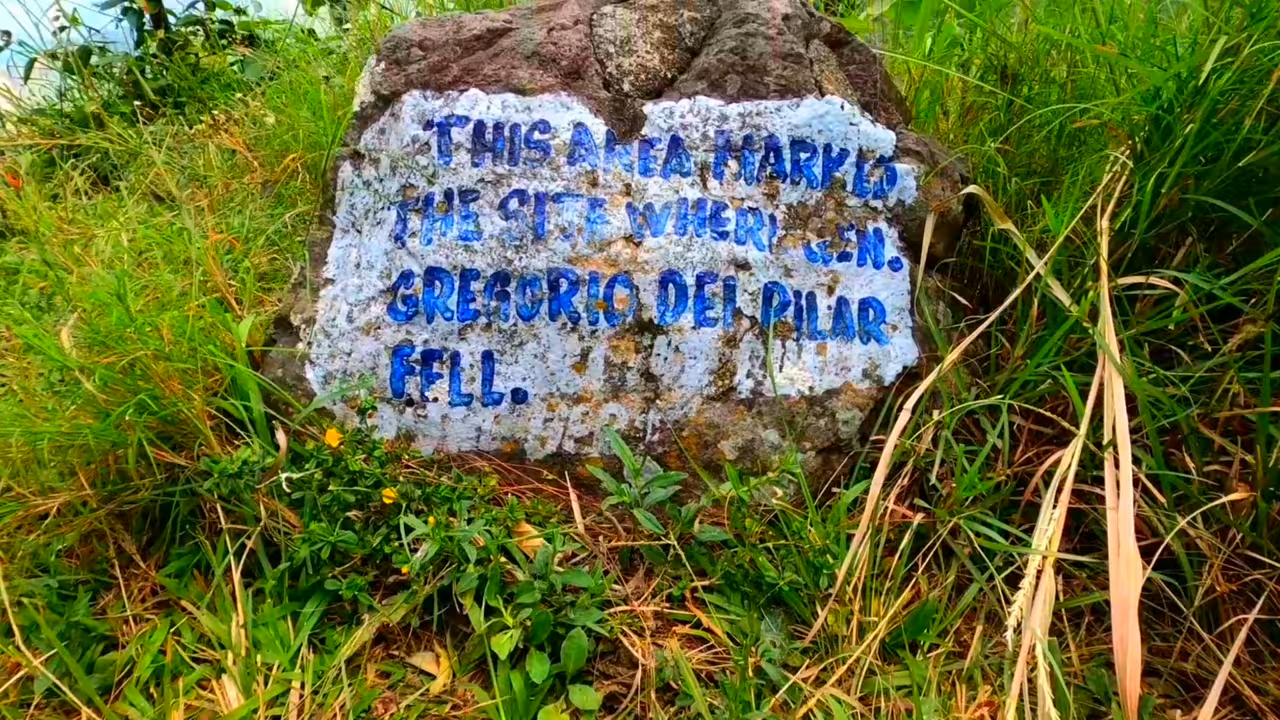 THIS AREA MARKED
THE SITE WHERE GEN.
GREGORIO DEL PILAR
FELL.